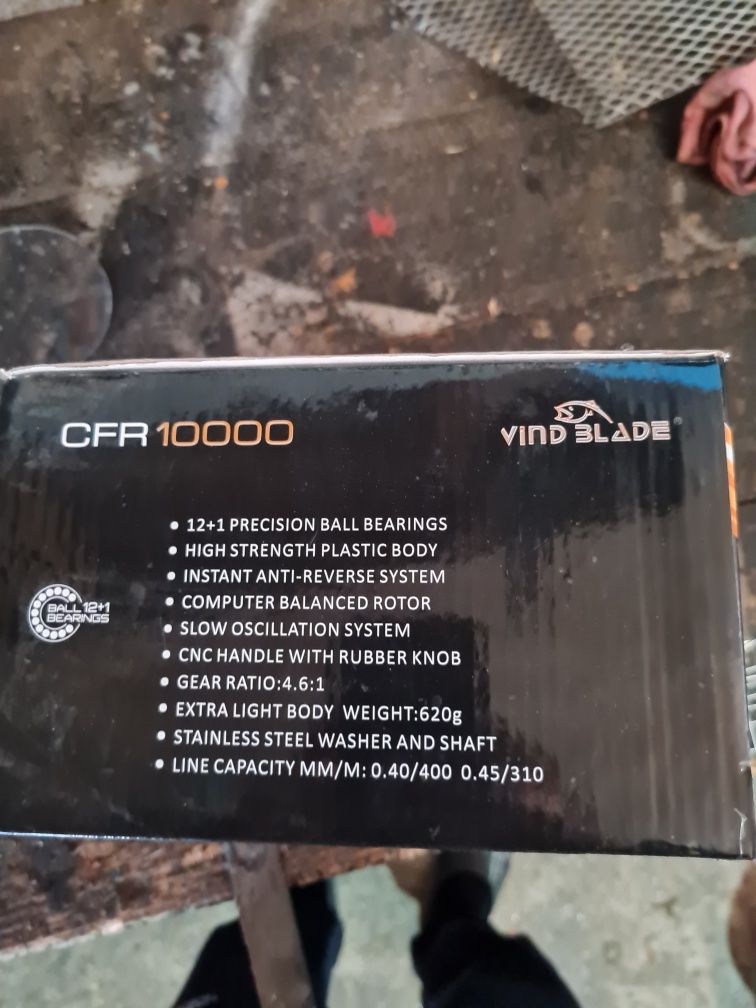 CFR 10000
VIND BLADE®
• 12+1 PRECISION BALL BEARINGS
• HIGH STRENGTH PLASTIC BODY
• INSTANT ANTI-REVERSE SYSTEM
• COMPUTER BALANCED ROTOR
• SLOW OSCILLATION SYSTEM
• CNC HANDLE WITH RUBBER KNOB
• GEAR RATIO:4.6:1
• EXTRA LIGHT BODY WEIGHT:620g
• STAINLESS STEEL WASHER AND SHAFT
• LINE CAPACITY MM/M: 0.40/400 0.45/310
BALL 12+1
BEARINGS